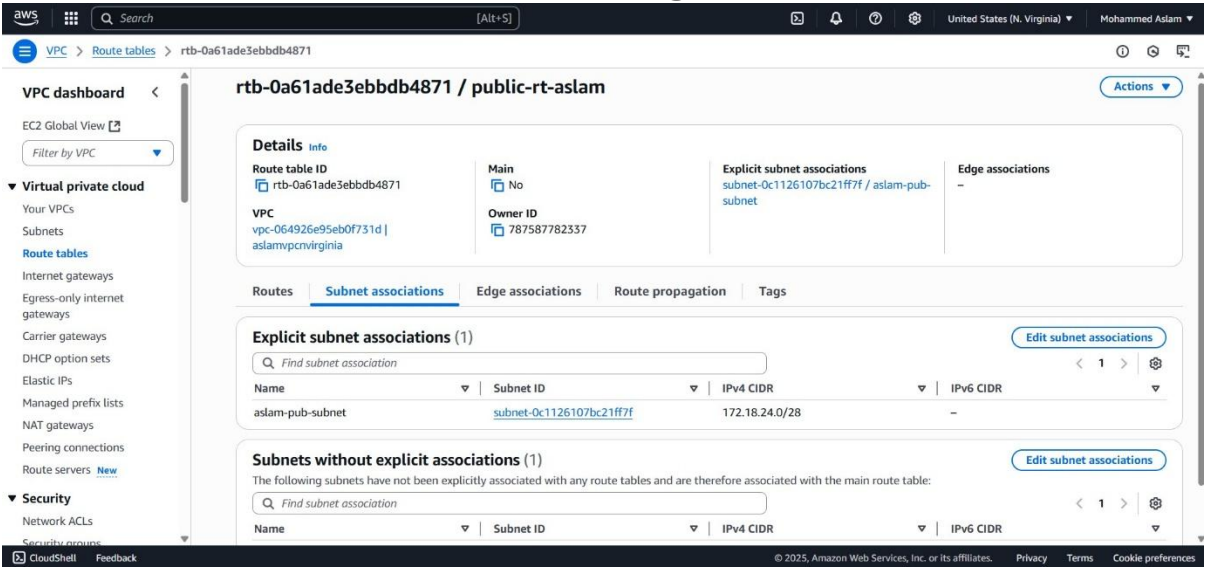 aws
Search
[Alt+S]
United States (N. Virginia)
Mohammed Aslam
VPC > Route tables > rtb-0a61ade3ebbdb4871
VPC dashboard
EC2 Global View
Filter by VPC
Virtual private cloud
Your VPCs
Subnets
Route tables
Internet gateways
Egress-only internet
gateways
Carrier gateways
DHCP option sets
Elastic IPs
Managed prefix lists
NAT gateways
Peering connections
Route servers New
Security
Network ACLs
Security groups
rtb-0a61ade3ebbdb4871 / public-rt-aslam
Actions
Details Info
Route table ID
rtb-0a61ade3ebbdb4871
Main
No
Explicit subnet associations
subnet-0c1126107bc21ff7f / aslam-pub-
subnet
Edge associations
–
VPC
vpc-064926e95eb0f731d |
aslamvpcnvirginia
Owner ID
787587782337
Routes Subnet associations Edge associations Route propagation Tags
Explicit subnet associations (1)
Edit subnet associations
Find subnet association
1
Name Subnet ID IPv4 CIDR IPv6 CIDR
aslam-pub-subnet subnet-0c1126107bc21ff7f 172.18.24.0/28 –
Subnets without explicit associations (1)
Edit subnet associations
The following subnets have not been explicitly associated with any route tables and are therefore associated with the main route table:
Find subnet association
1
Name Subnet ID IPv4 CIDR IPv6 CIDR
CloudShell Feedback
© 2025, Amazon Web Services, Inc. or its affiliates. Privacy Terms Cookie preferences